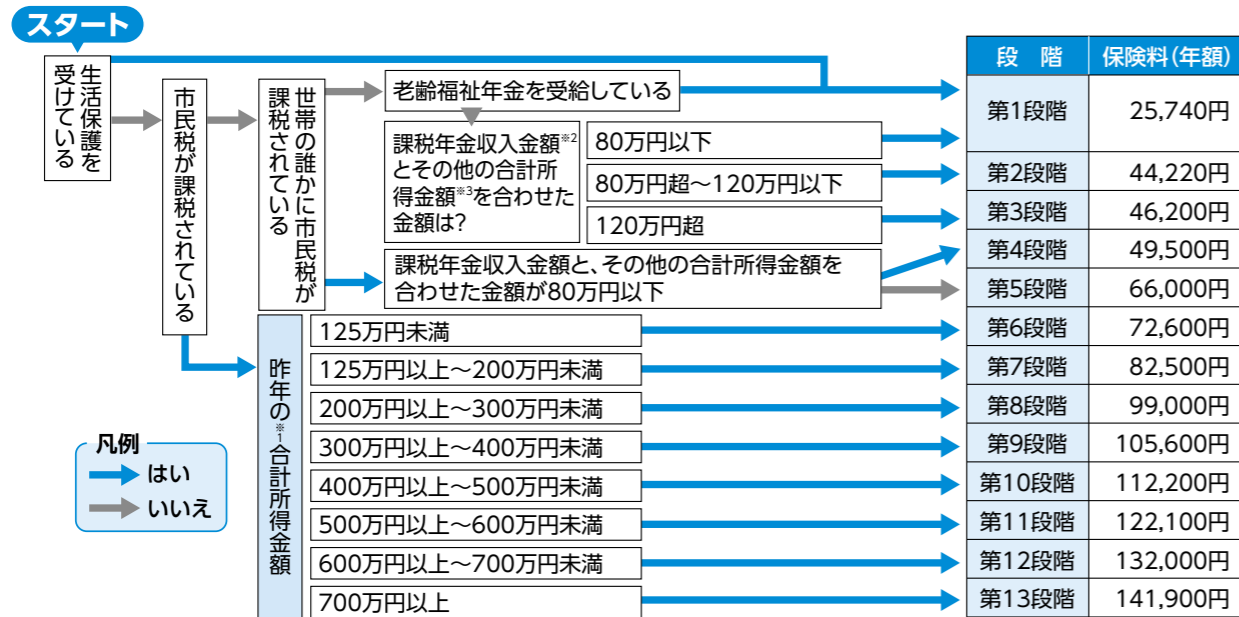 スタート
生活保護を
受けている
市民税が課税されている
世帯の誰かに市民税が
課税されている
老齢福祉年金を受給している
課税年金収入金額※2
とその他の合計所
得金額※3を合わせた
金額は?
80万円以下
80万円超〜120万円以下
120万円超
課税年金収入金額と、その他の合計所得金額を
合わせた金額が80万円以下
昨年の※1合計所得金額
125万円未満
125万円以上〜200万円未満
200万円以上〜300万円未満
300万円以上〜400万円未満
400万円以上〜500万円未満
500万円以上〜600万円未満
600万円以上〜700万円未満
700万円以上
凡例
はい
いいえ
段 階 保険料(年額)
第1段階 25,740円
第2段階 44,220円
第3段階 46,200円
第4段階 49,500円
第5段階 66,000円
第6段階 72,600円
第7段階 82,500円
第8段階 99,000円
第9段階 105,600円
第10段階 112,200円
第11段階 122,100円
第12段階 132,000円
第13段階 141,900円